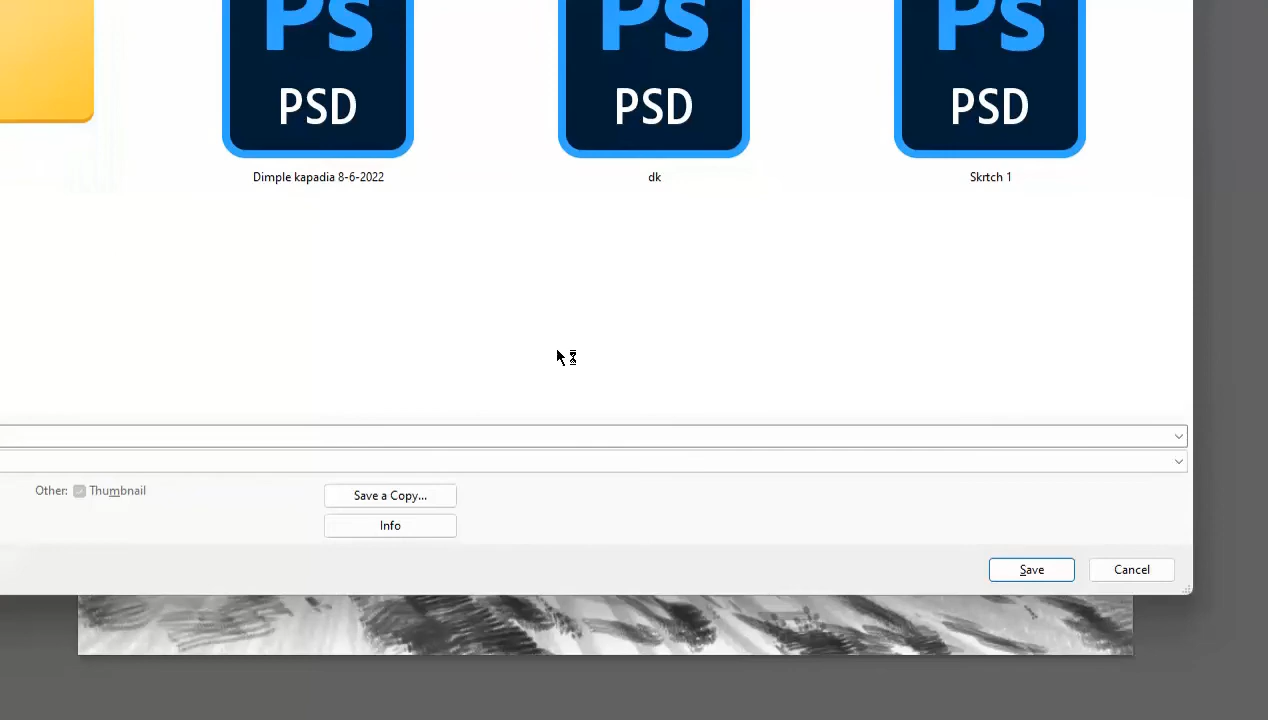 Ps Ps Ps
PSD PSD PSD
Dimple kapadia 8-6-2022 dk Skrtch 1
Other: Thumbnail Save a Copy...
Info
Save Cancel